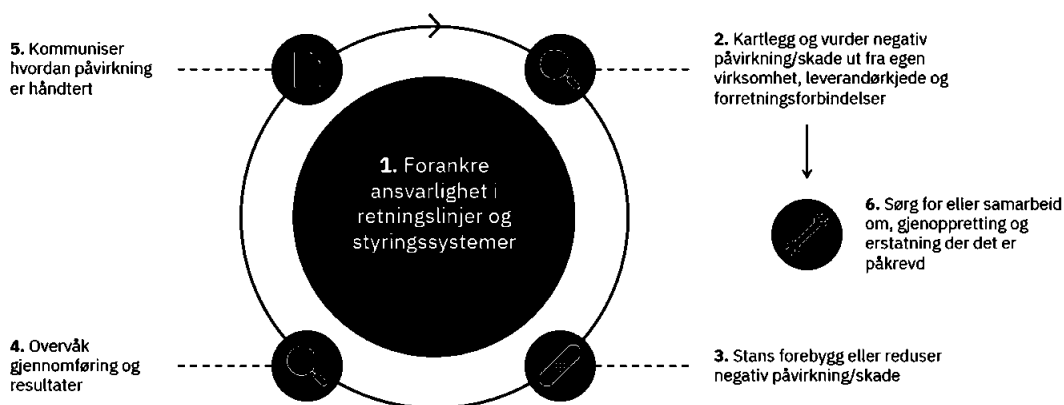 1. Forankre
ansvarlighet i
retningslinjer og
styringssystemer
2. Kartlegg og vurder negativ
påvirkning/skade ut fra egen
virksomhet, leverandørkjede og
forretningsforbindelser
6. Sørg for eller samarbeid
om, gjenoppretting og
erstatning der det er
påkrevd
3. Stans forebygg eller reduser
negativ påvirkning/skade
4. Overvåk
gjennomføring og
resultater
5. Kommuniser
hvordan påvirkning
er håndtert